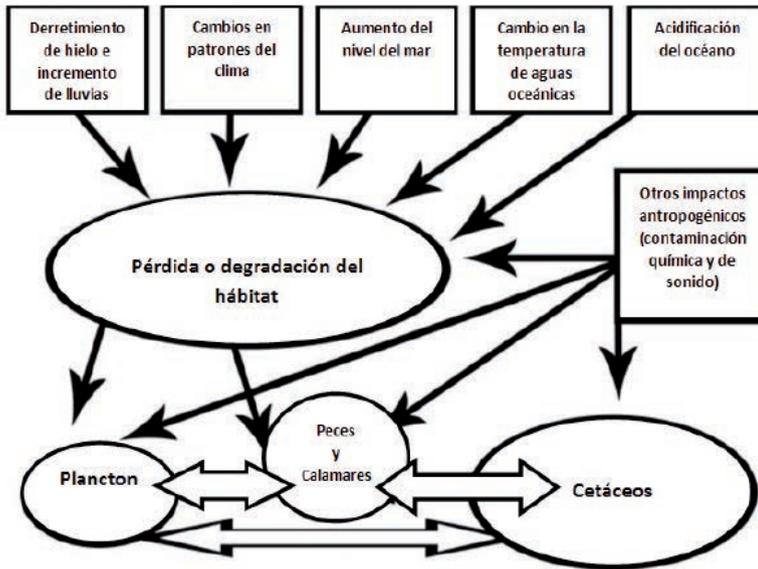 Derretimiento
de hielo e
incremento
de lluvias
Cambios en
patrones del
clima
Aumento del
nivel del mar
Cambio en la
temperatura
de aguas
oceánicas
Acidificación
del océano
Otros impactos
antropogénicos
(contaminación
química y de
sonido)
Pérdida o degradación del
hábitat
Plancton
Peces
y
Calamares
Cetáceos